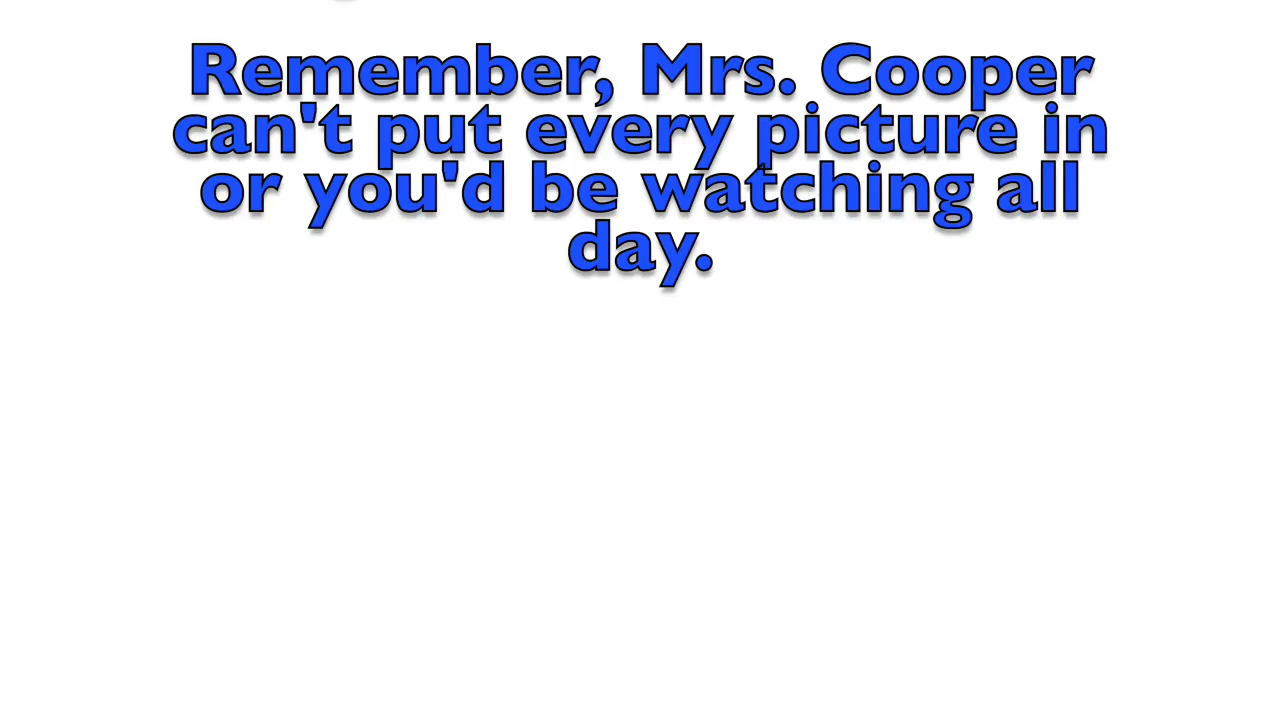 Remember, Mrs. Cooper
can't put every picture in
or you'd be watching all
day.